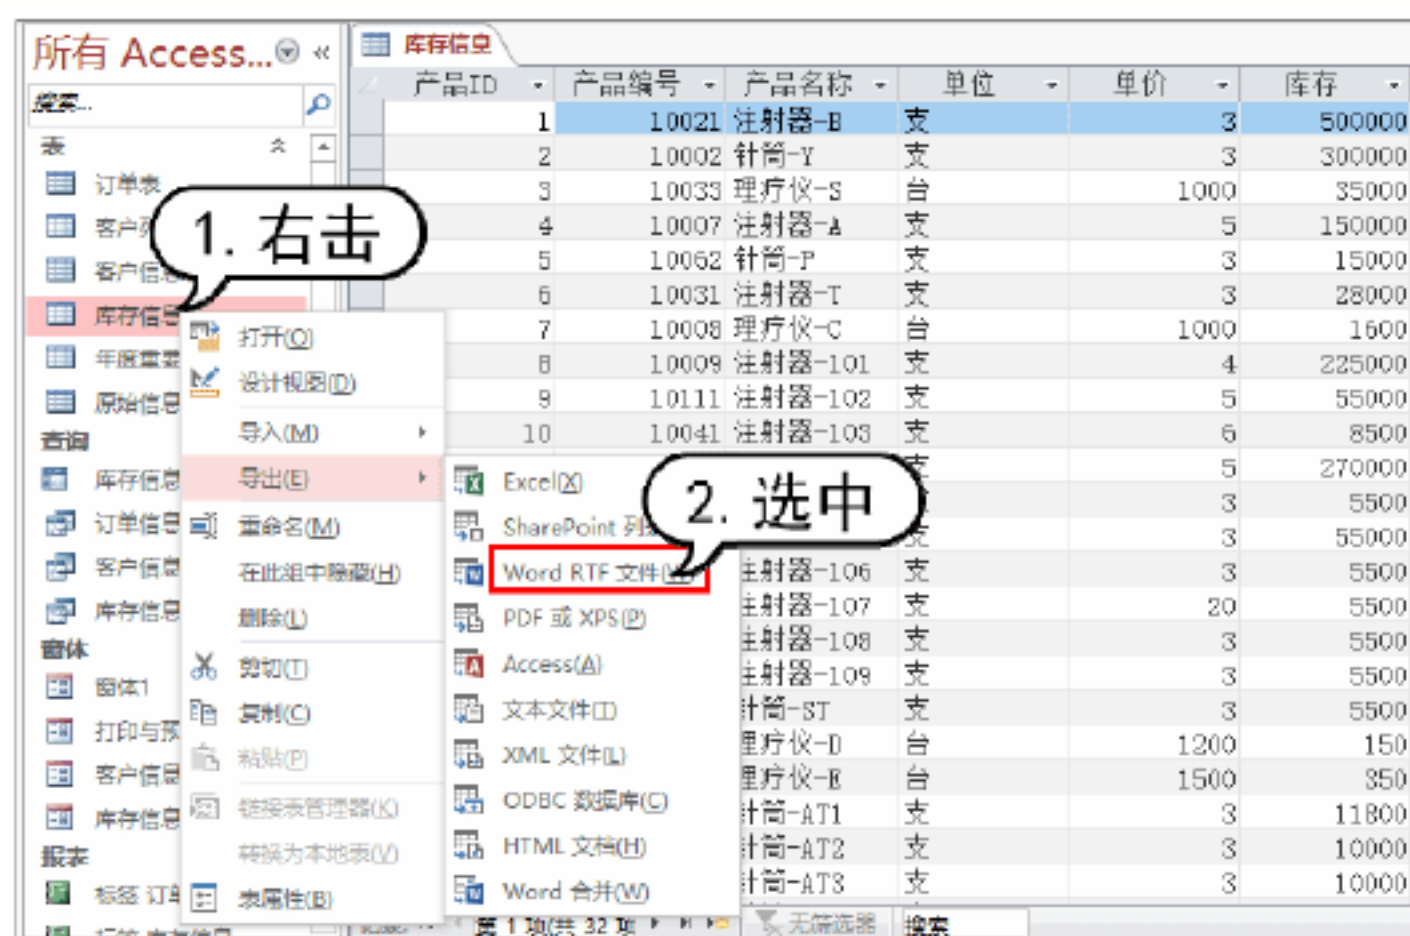 所有 Access...
搜索...
表
订单表
客户
客户信
库存信息
年度重要
原始信息
查询
库存信息
订单信息
客户信息
库存信息
窗体
窗体1
打印与预
客户信息
库存信息
报表
标签 订单
标签 库存信息
1. 右击
打开(O)
设计视图(D)
导入(M)
导出(E)
重命名(M)
在此组中隐藏(H)
删除(L)
剪切(T)
复制(C)
粘贴(P)
链接表管理器(K)
转换为本地表(V)
表属性(B)
2. 选中
Excel(X)
SharePoint 列
Word RTF 文件
PDF 或 XPS(P)
Access(A)
文本文件(T)
XML 文件(L)
ODBC 数据库(C)
HTML 文档(H)
Word 合并(W)
库存信息
产品ID 产品编号 产品名称 单位 单价 库存
1 10021 注射器-B 支 3 500000
2 10002 针筒-Y 支 3 300000
3 10033 理疗仪-S 台 1000 35000
4 10007 注射器-A 支 5 150000
5 10062 针筒-P 支 3 15000
6 10031 注射器-T 支 3 28000
7 10008 理疗仪-C 台 1000 1600
8 10009 注射器-101 支 4 225000
9 10111 注射器-102 支 5 55000
10 10041 注射器-103 支 6 8500
支 5 270000
3 5500
支 3 55000
注射器-106 支 3 5500
注射器-107 支 20 5500
注射器-108 支 3 5500
注射器-109 支 3 5500
针筒-ST 支 3 5500
理疗仪-D 台 1200 150
理疗仪-E 台 1500 350
针筒-AT1 支 3 11800
针筒-AT2 支 3 10000
针筒-AT3 支 3 10000
第 1 项(共 32 项 无筛选器 搜索